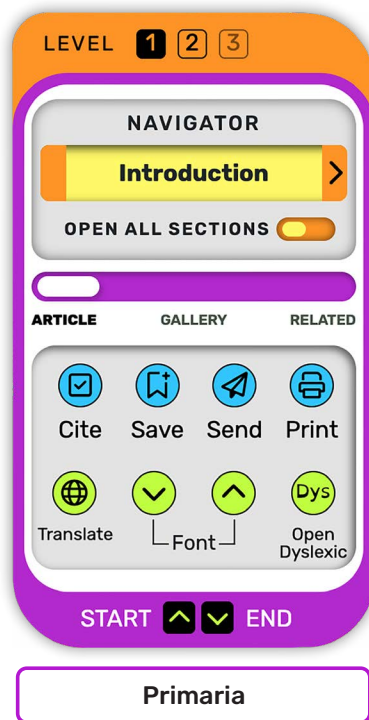 LEVEL 1 2 3
NAVIGATOR
Introduction
OPEN ALL SECTIONS
ARTICLE GALLERY RELATED
Cite Save Send Print
Dys
Translate Font Open
Dyslexic
START END
Primaria